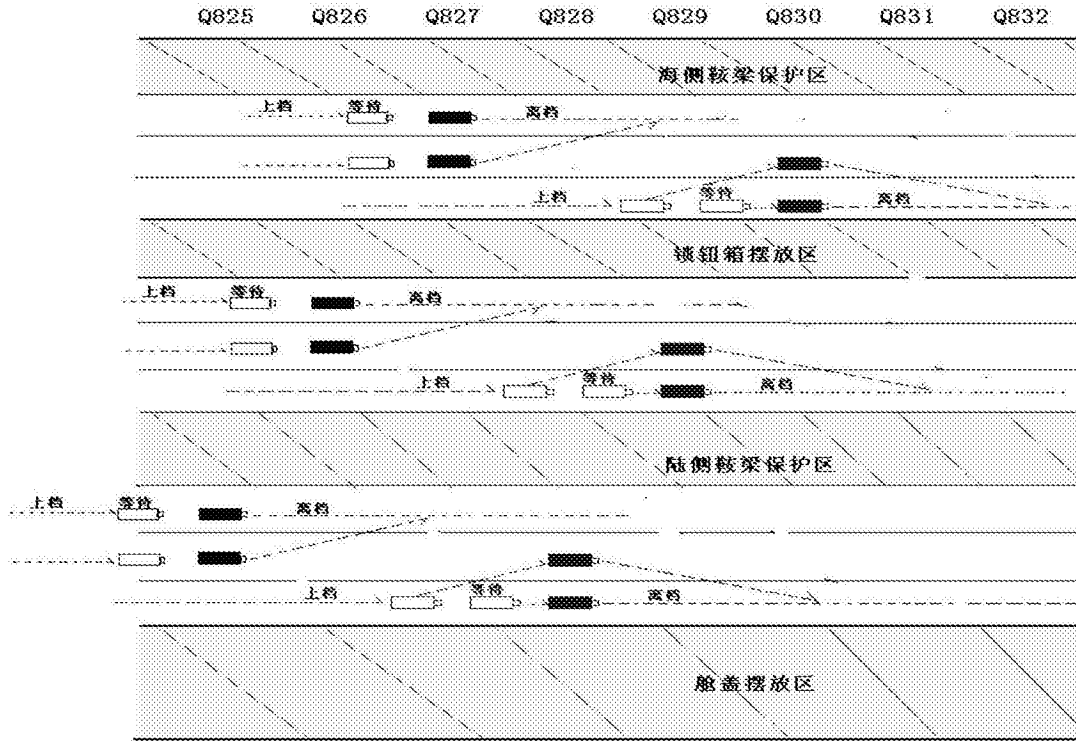 Q825 Q826 Q827 Q828 Q829 Q830 Q831 Q832
海侧鞍梁保护区
上档 等待 离档
上档 等待 离档
锁钮箱摆放区
上档 等待 离档
上档 等待 离档
陆侧鞍梁保护区
上档 等待 离档
上档 等待 离档
舱盖摆放区